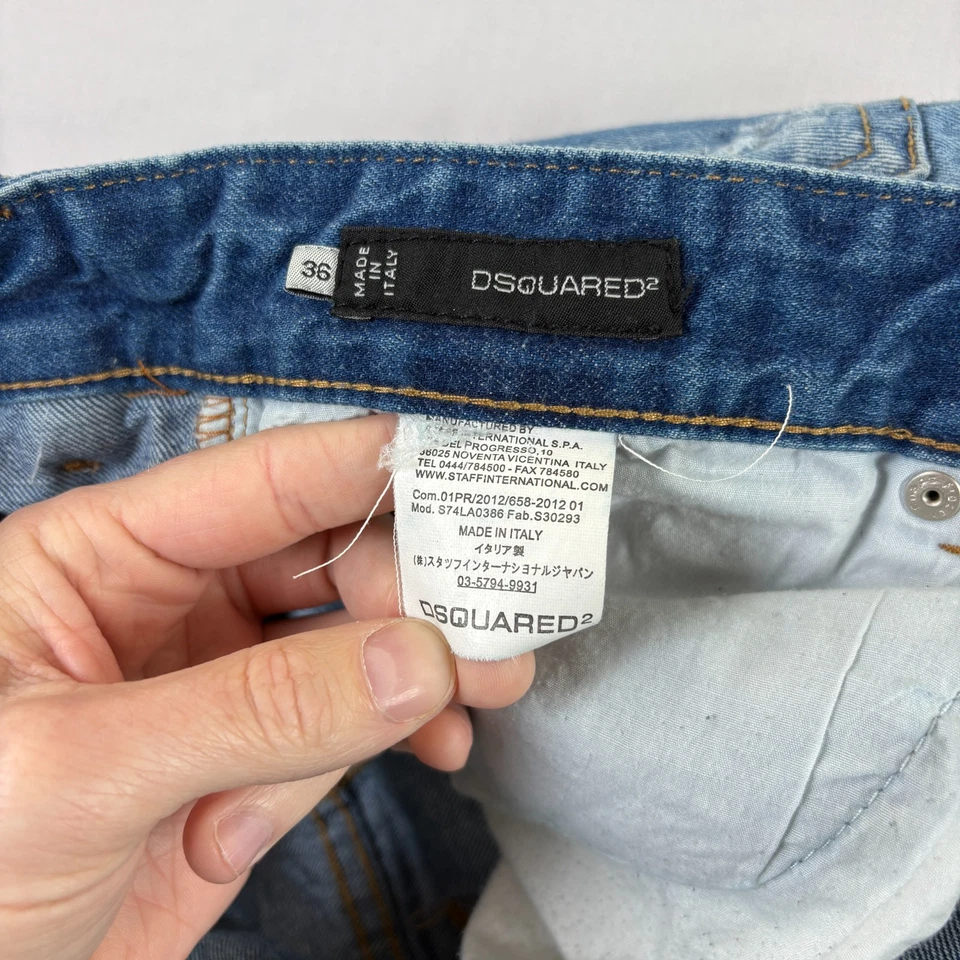 36
MADE
IN
ITALY
DSQUARED²
MANUFACTURED BY
INTERNATIONAL S.P.A.
DEL PROGRESSO, 10
36025 NOVENTA VICENTINA ITALY
TEL 0444/784500 - FAX 784580
WWW.STAFFINTERNATIONAL.COM
Com.01PR/2012/658-2012 01
Mod. S74LA0386 Fab.S30293
MADE IN ITALY
イタリア製
(株)スタッフインターナショナルジャパン
03-5794-9931
DSQUARED²